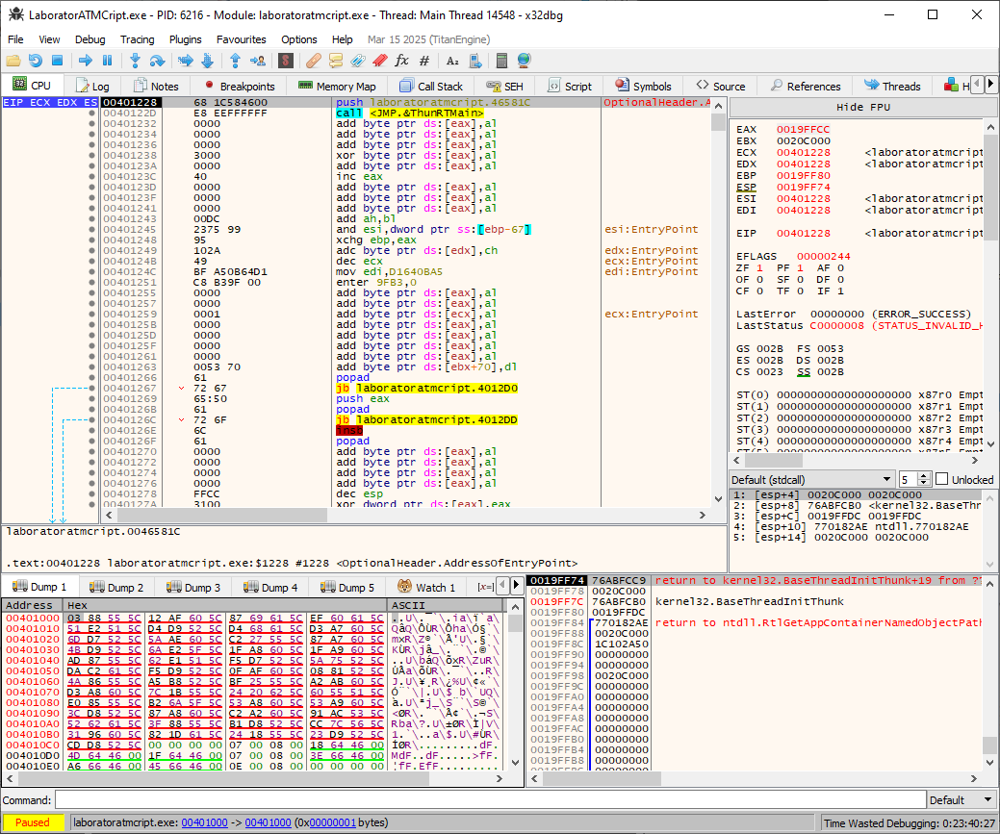 LaboratorATMCript.exe - PID: 6216 - Module: laboratoratmcript.exe - Thread: Main Thread 14548 - x32dbg
File View Debug Tracing Plugins Favourites Options Help Mar 15 2025 (TitanEngine)
CPU Log Notes Breakpoints Memory Map Call Stack SEH Script Symbols Source References Threads H
EIP ECX EDX ES 00401228 68 1C584600 push laboratoratmcript.46581C OptionalHeader.A
0040122D E8 EEFFFFFF call <JMP.&ThunRTMain>
00401232 0000 add byte ptr ds:[eax],al
00401234 0000 add byte ptr ds:[eax],al
00401236 0000 add byte ptr ds:[eax],al
00401238 3000 xor byte ptr ds:[eax],al
0040123A 0000 add byte ptr ds:[eax],al
0040123C 40 inc eax
0040123D 0000 add byte ptr ds:[eax],al
0040123F 0000 add byte ptr ds:[eax],al
00401241 0000 add byte ptr ds:[eax],al
00401243 00DC add ah,bl
00401245 2375 99 and esi,dword ptr ss:[ebp-67] esi:EntryPoint
00401248 95 xchg ebp,eax
00401249 102A adc byte ptr ds:[edx],ch edx:EntryPoint
0040124B 49 dec ecx ecx:EntryPoint
0040124C BF A50B64D1 mov edi,D1640BA5 edi:EntryPoint
00401251 C8 B39F 00 enter 9FB3,0
00401255 0000 add byte ptr ds:[eax],al
00401257 0000 add byte ptr ds:[eax],al
00401259 0001 add byte ptr ds:[ecx],al ecx:EntryPoint
0040125B 0000 add byte ptr ds:[eax],al
0040125D 0000 add byte ptr ds:[eax],al
0040125F 0000 add byte ptr ds:[eax],al
00401261 0000 add byte ptr ds:[eax],al
00401263 0053 70 add byte ptr ds:[ebx+70],dl
00401266 61 popad
00401267 72 67 jb laboratoratmcript.4012D0
00401269 65:50 push eax
0040126B 61 popad
0040126C 72 6F jb laboratoratmcript.4012DD
0040126E 6C insb
0040126F 61 popad
00401270 0000 add byte ptr ds:[eax],al
00401272 0000 add byte ptr ds:[eax],al
00401274 0000 add byte ptr ds:[eax],al
00401276 0000 add byte ptr ds:[eax],al
00401278 FFCC dec esp
0040127A 3100 xor dword ptr ds:[eax],eax
Hide FPU
EAX 0019FFCC
EBX 0020C000
ECX 00401228 <laboratoratmcript
EDX 00401228 <laboratoratmcript
EBP 0019FF80
ESP 0019FF74
ESI 00401228 <laboratoratmcript
EDI 00401228 <laboratoratmcript
EIP 00401228 <laboratoratmcript
EFLAGS 00000244
ZF 1 PF 1 AF 0
OF 0 SF 0 DF 0
CF 0 TF 0 IF 1
LastError 00000000 (ERROR_SUCCESS)
LastStatus C0000008 (STATUS_INVALID_H
GS 002B FS 0053
ES 002B DS 002B
CS 0023 SS 002B
ST(0) 00000000000000000000 x87r0 Empt
ST(1) 00000000000000000000 x87r1 Empt
ST(2) 00000000000000000000 x87r2 Empt
ST(3) 00000000000000000000 x87r3 Empt
ST(4) 00000000000000000000 x87r4 Empt
Default (stdcall) 5 Unlocked
1: [esp+4] 0020C000 0020C000
2: [esp+8] 76ABFCB0 <kernel32.BaseThr
3: [esp+C] 0019FFDC 0019FFDC
4: [esp+10] 770182AE ntdll.770182AE
5: [esp+14] 0020C000 0020C000
laboratoratmcript.0046581C
.text:00401228 laboratoratmcript.exe:$1228 #1228 <OptionalHeader.AddressOfEntryPoint>
Dump 1 Dump 2 Dump 3 Dump 4 Dump 5 Watch 1 [x=]
Address Hex ASCII
00401000 03 88 55 5C 12 AF 60 5C 87 69 61 5C EF 60 61 5C
00401010 51 E2 51 5C D4 D9 52 5C D4 68 61 5C D3 A7 60 5C
00401020 6D D7 52 5C 5A AE 60 5C C2 27 55 5C 87 A7 60 5C
00401030 4B D9 52 5C 6A E2 5F 5C 1F A8 60 5C 1F A9 60 5C
00401040 AD 87 55 5C 62 E1 51 5C F5 D7 52 5C 5A 75 52 5C
00401050 DA C2 61 5C F5 D9 52 5C 0F AF 60 5C 08 81 52 5C
00401060 4A 86 55 5C A5 B8 52 5C BF 25 55 5C A2 AB 60 5C
00401070 D3 A8 60 5C 7C 1B 5C 5C 24 20 62 5C 60 55 51 5C
00401080 E0 85 55 5C B2 6A 5F 5C 53 A8 60 5C 53 A9 60 5C
00401090 3C D8 52 5C 87 A8 60 5C C2 A2 60 5C 91 AC 53 5C
004010A0 52 62 61 5C 3F 88 55 5C B1 D8 52 5C CC 7C 56 5C
004010B0 31 96 60 5C 82 1D 61 5C 24 18 55 5C 23 D9 52 5C
004010C0 CD D8 52 5C 00 00 00 00 07 00 08 00 18 64 46 00
004010D0 4D 64 46 00 1F 64 46 00 07 00 08 00 3E 66 46 00
004010E0 A6 66 46 00 45 66 46 00 0E 00 08 00 00 00 00 00
0019FF74 76ABFCC9 return to kernel32.BaseThreadInitThunk+19 from ??
0019FF78 0020C000
0019FF7C 76ABFCB0 kernel32.BaseThreadInitThunk
0019FF80 0019FFDC
0019FF84 770182AE return to ntdll.RtlGetAppContainerNamedObjectPath
0019FF88 0020C000
0019FF8C 1C102A50
0019FF90 00000000
0019FF94 00000000
0019FF98 0020C000
0019FF9C 00000000
0019FFA0 00000000
0019FFA4 00000000
0019FFA8 00000000
0019FFAC 00000000
0019FFB0 00000000
0019FFB4 00000000
0019FFB8 00000000
Command: Default
Paused laboratoratmcript.exe: 00401000 -> 00401000 (0x00000001 bytes) Time Wasted Debugging: 0:23:40:27